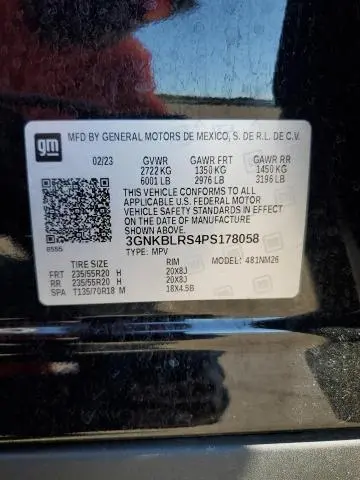 gm
MFD BY GENERAL MOTORS DE MEXICO, S. DE R.L. DE C.V.
02/23 GVWR GAWR FRT GAWR RR
2722 KG 1350 KG 1450 KG
6001 LB 2976 LB 3196 LB
THIS VEHICLE CONFORMS TO ALL
APPLICABLE U.S. FEDERAL MOTOR
VEHICLE SAFETY STANDARDS IN
EFFECT ON THE DATE OF MANUFACTURE
SHOWN ABOVE
3GNKBLRS4PS178058
TYPE: MPV MODEL: 481NM26
8555
TIRE SIZE RIM
FRT 235/55R20 H 20X8J
RR 235/55R20 H 20X8J
SPA T135/70R18 M 18X4.5B